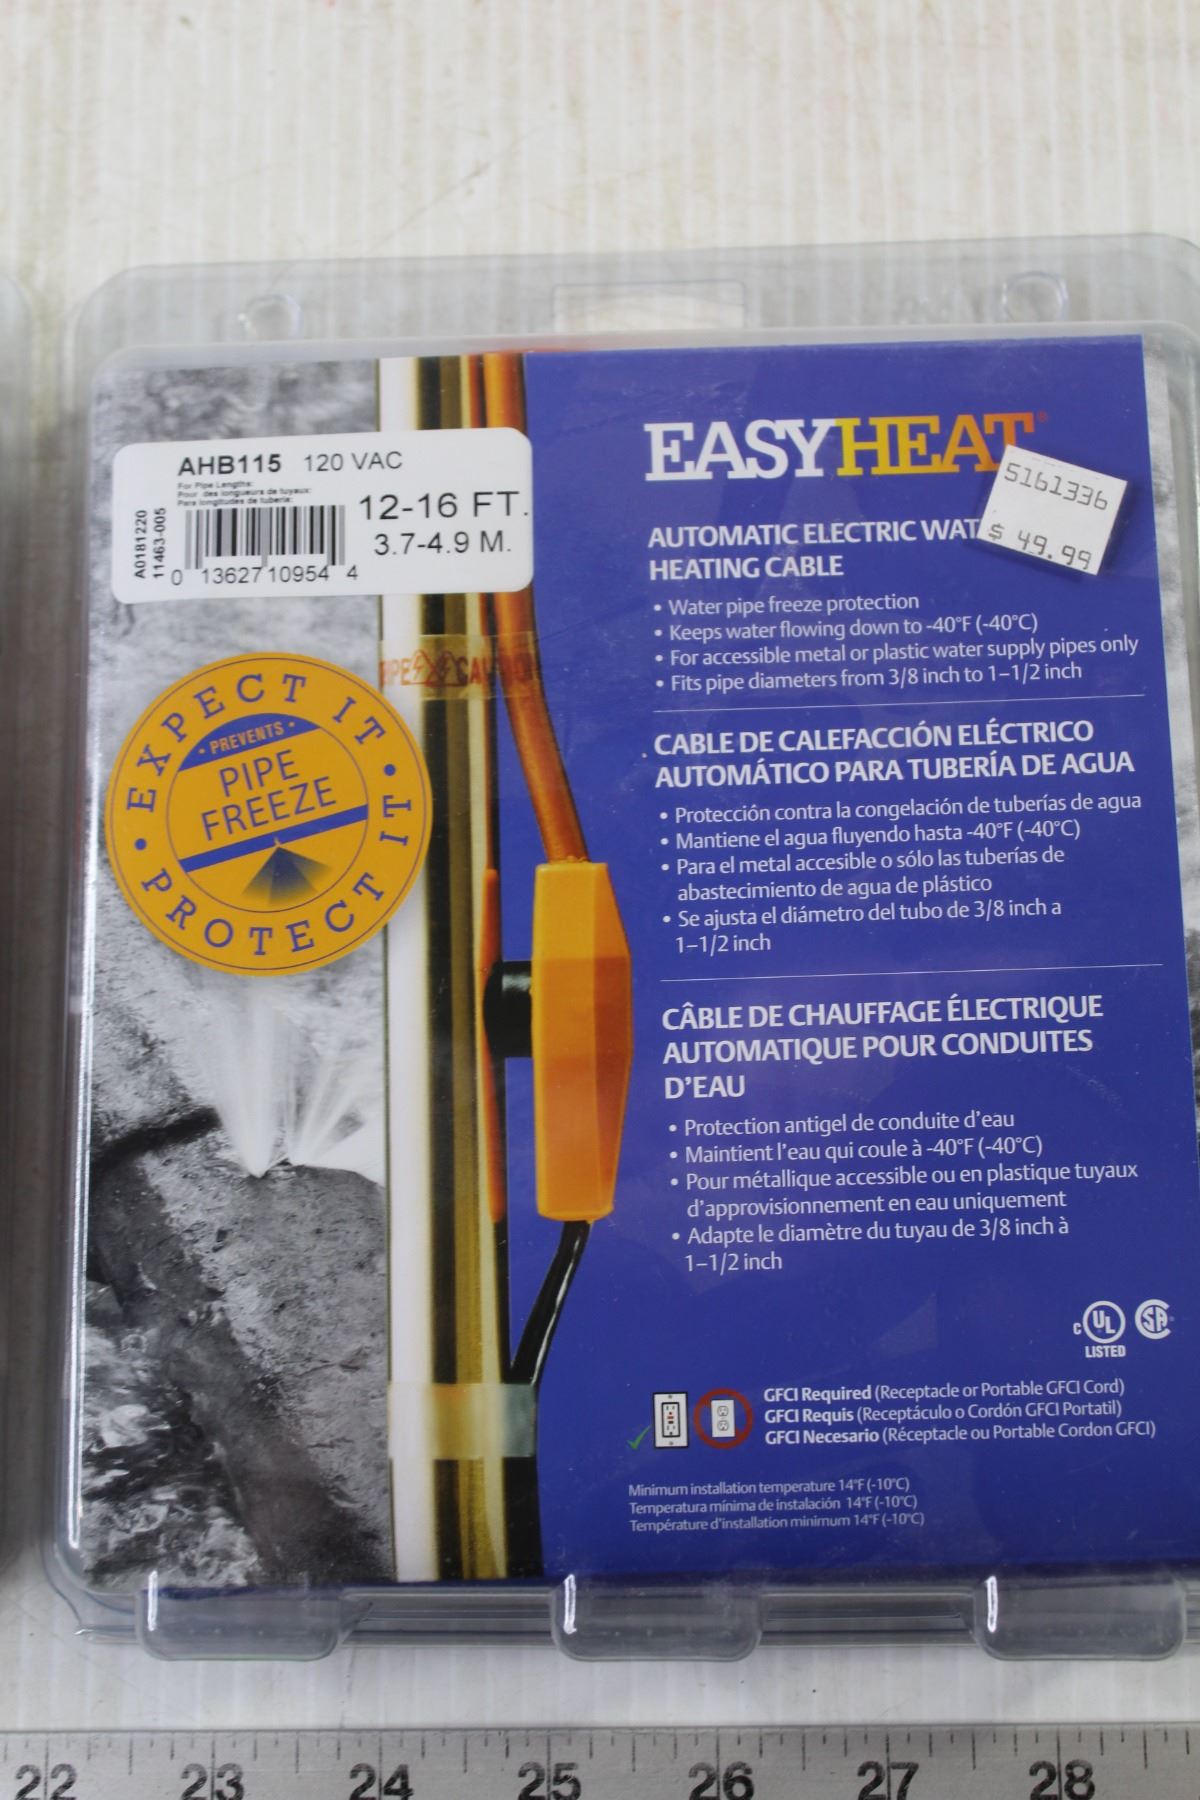 AHB115 120 VAC
For Pipe Lengths:
Pour des longueurs de tuyaux:
Para longitudes de tuberia:
12-16 FT.
3.7-4.9 M.
A0181220
11463-005
0 13627 10954 4
EASYHEAT®
5161336
$ 49.99
AUTOMATIC ELECTRIC WAT
HEATING CABLE
• Water pipe freeze protection
• Keeps water flowing down to -40°F (-40°C)
• For accessible metal or plastic water supply pipes only
• Fits pipe diameters from 3/8 inch to 1-1/2 inch
CABLE DE CALEFACCIÓN ELÉCTRICO
AUTOMÁTICO PARA TUBERÍA DE AGUA
• Protección contra la congelación de tuberías de agua
• Mantiene el agua fluyendo hasta -40°F (-40°C)
• Para el metal accesible o sólo las tuberías de
abastecimiento de agua de plástico
• Se ajusta el diámetro del tubo de 3/8 inch a
1-1/2 inch
CÂBLE DE CHAUFFAGE ÉLECTRIQUE
AUTOMATIQUE POUR CONDUITES
D'EAU
• Protection antigel de conduite d'eau
• Maintient l'eau qui coule à -40°F (-40°C)
• Pour métallique accessible ou en plastique tuyaux
d'approvisionnement en eau uniquement
• Adapte le diamètre du tuyau de 3/8 inch à
1-1/2 inch
EXPECT IT • PROTECT IT •
• PREVENTS •
PIPE
FREEZE
c UL SA
LISTED
GFCI Required (Receptacle or Portable GFCI Cord)
GFCI Requis (Receptáculo o Cordón GFCI Portatil)
GFCI Necesario (Réceptacle ou Portable Cordon GFCI)
Minimum installation temperature 14°F (-10°C)
Temperatura mínima de instalación 14°F (-10°C)
Température d'installation minimum 14°F (-10°C)
22 23 24 25 26 27 28